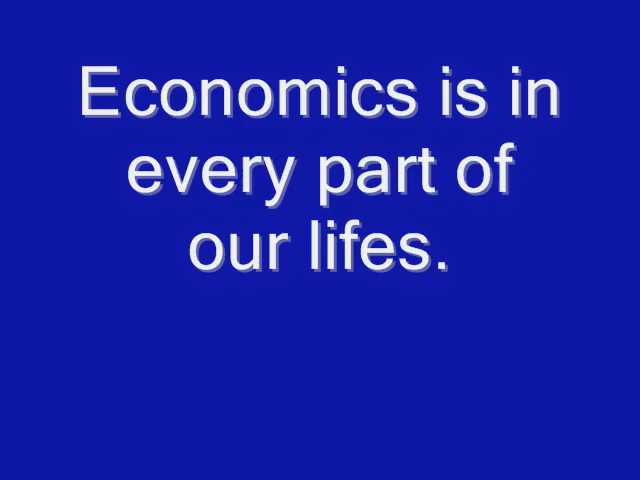 Economics is in
every part of
our lifes.